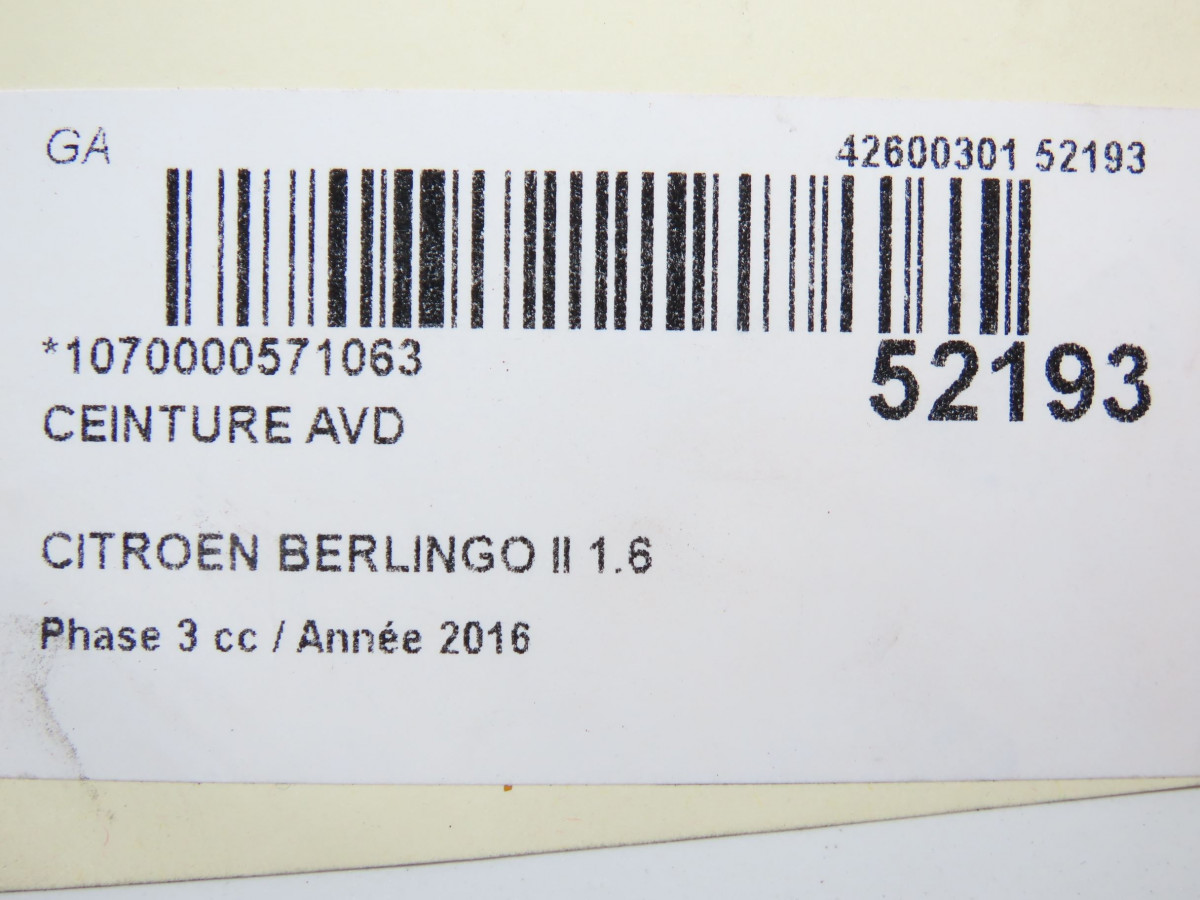 GA
42600301 52193
*1070000571063
52193
CEINTURE AVD
CITROEN BERLINGO II 1.6
Phase 3 cc / Année 2016